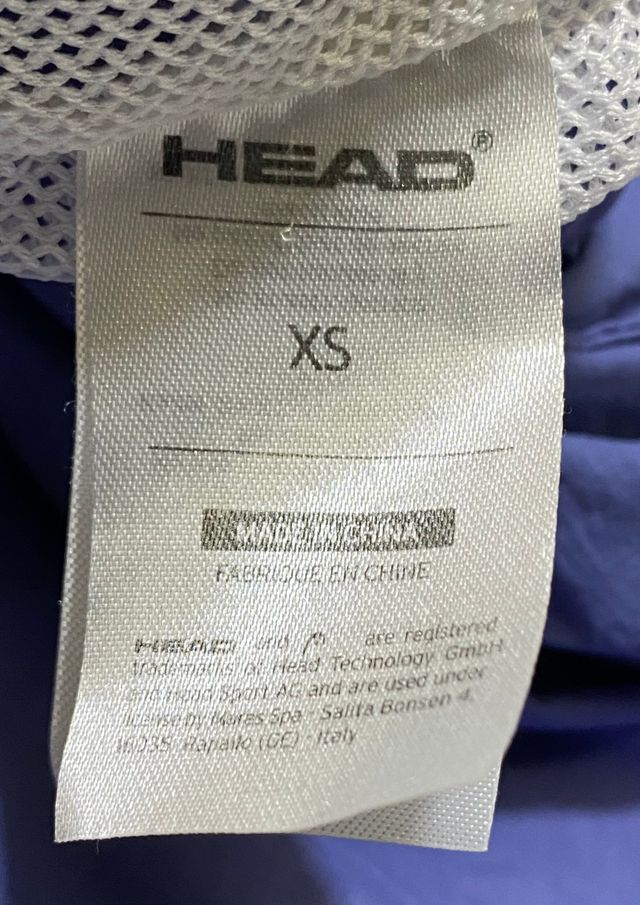 HEAD®
XS
MADE IN CHINA
FABRIQUE EN CHINE
HEAD and are registered
trademarks of Head Technology GmbH
and Head Sport AG and are used under
license by Maras Spa - Salita Bonsen 4,
16035 Rapallo (GE) - Italy